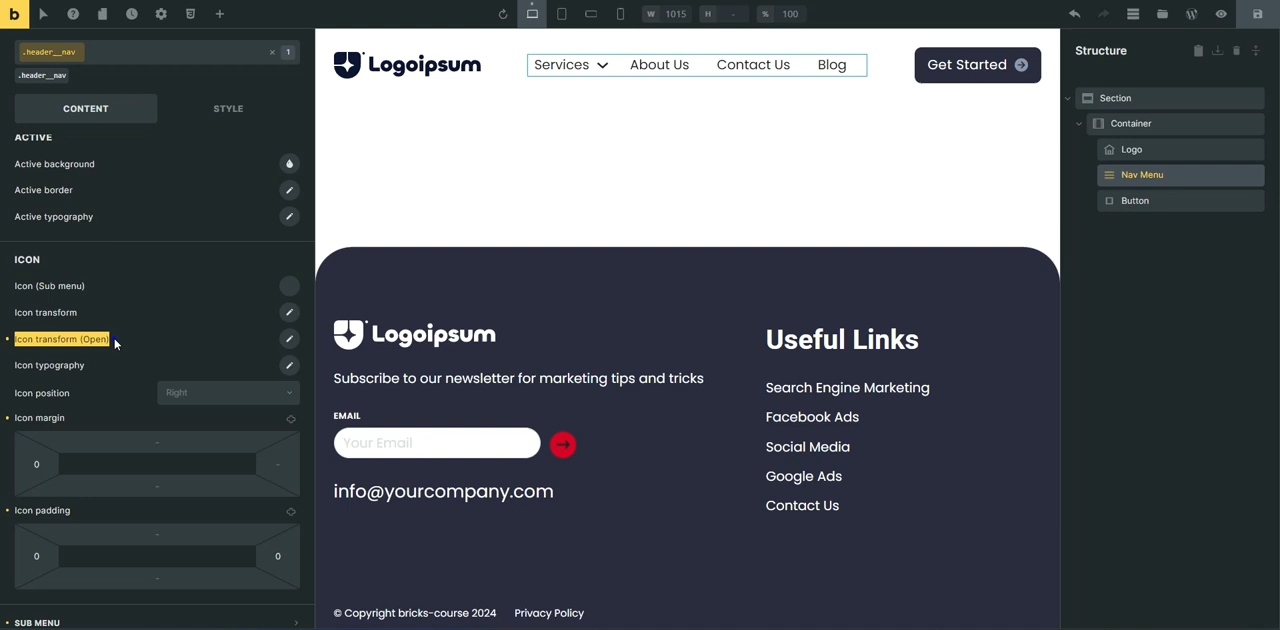 b
W 1015 H - % 100
.header__nav × 1
.header__nav
CONTENT STYLE
ACTIVE
Active background
Active border
Active typography
ICON
Icon (Sub menu)
Icon transform
Icon transform (Open)
Icon typography
Icon position Right
Icon margin
-
0 -
-
Icon padding
-
0 0
-
SUB MENU
Logoipsum Services About Us Contact Us Blog Get Started
Logoipsum
Subscribe to our newsletter for marketing tips and tricks
EMAIL
Your Email
info@yourcompany.com
Useful Links
Search Engine Marketing
Facebook Ads
Social Media
Google Ads
Contact Us
© Copyright bricks-course 2024 Privacy Policy
Structure
Section
Container
Logo
Nav Menu
Button